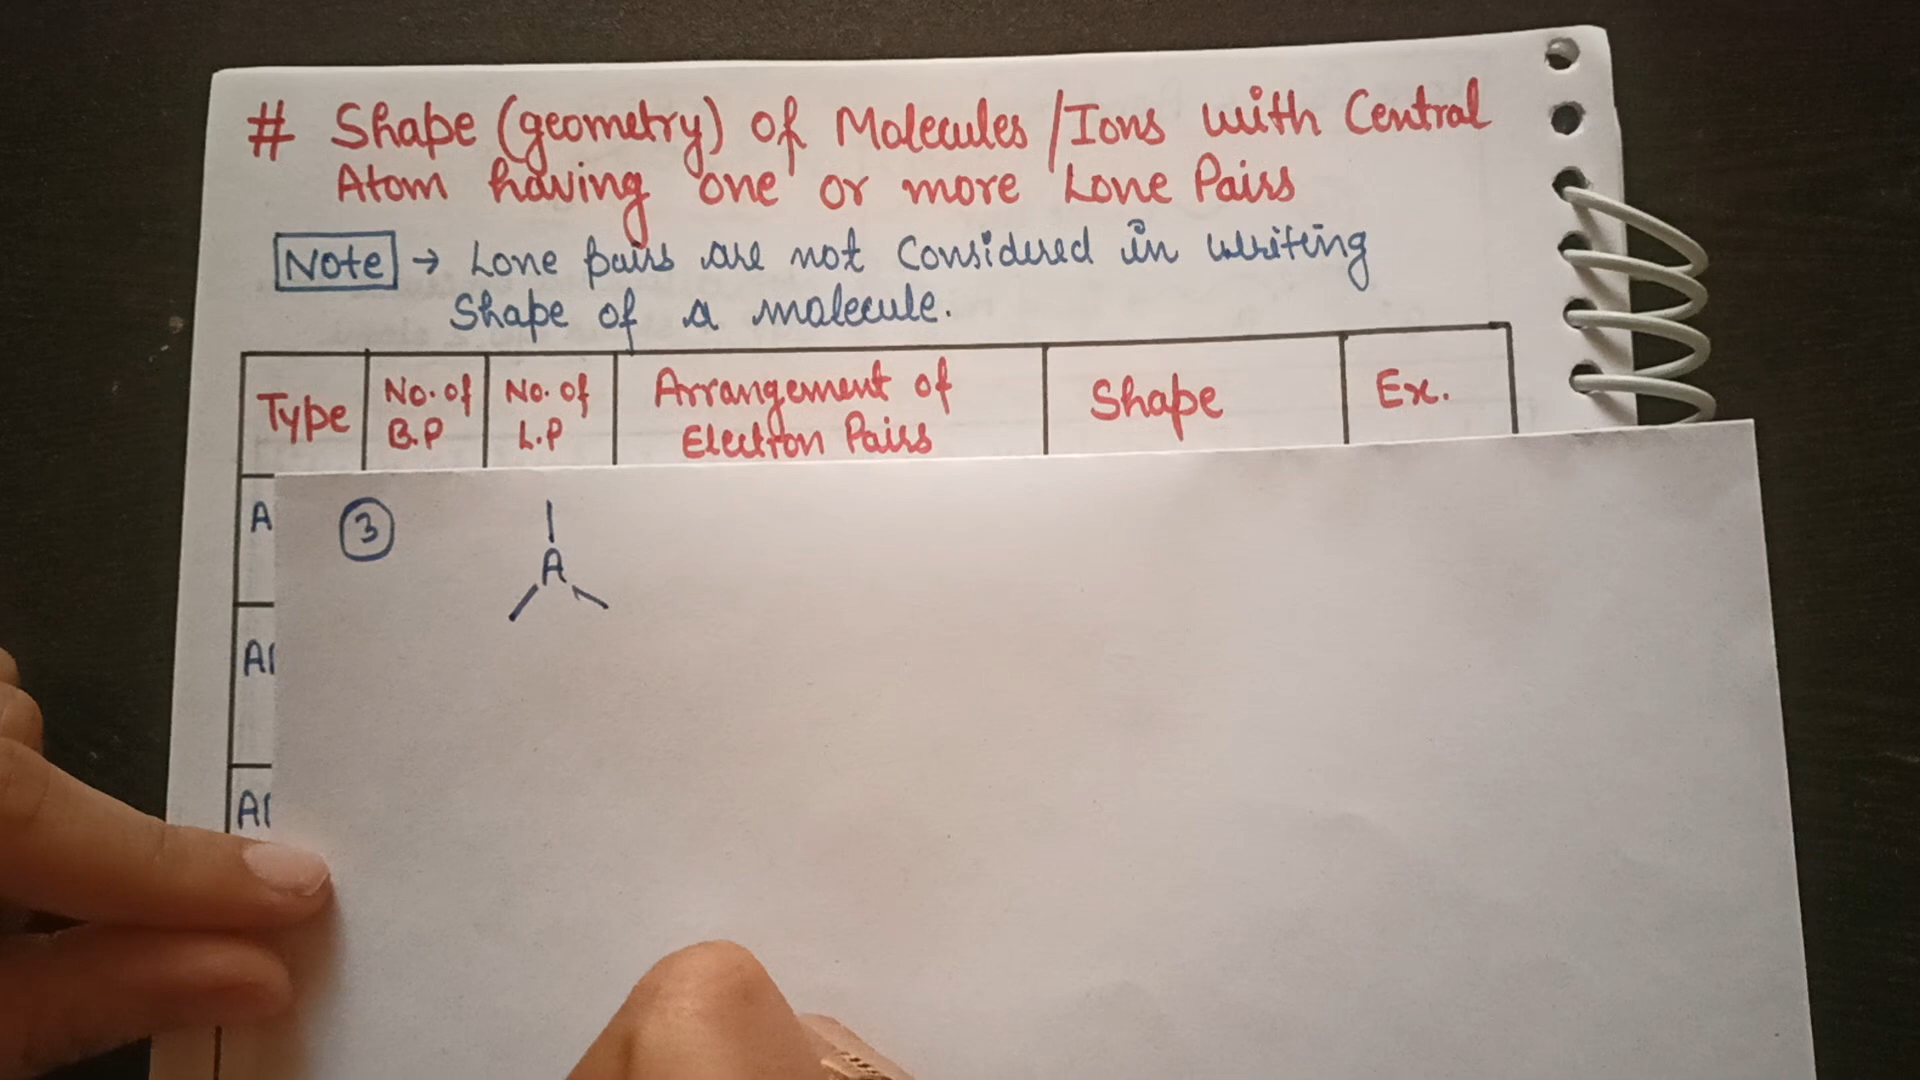 # Shape (geometry) of Molecules/Ions with Central
Atom having one or more Lone Pairs
Note → Lone pairs are not Considered in writing
Shape of a molecule.
Type
No. of
B.P
No. of
L.P
Arrangement of
Electron Pairs
Shape
Ex.
A
3
A